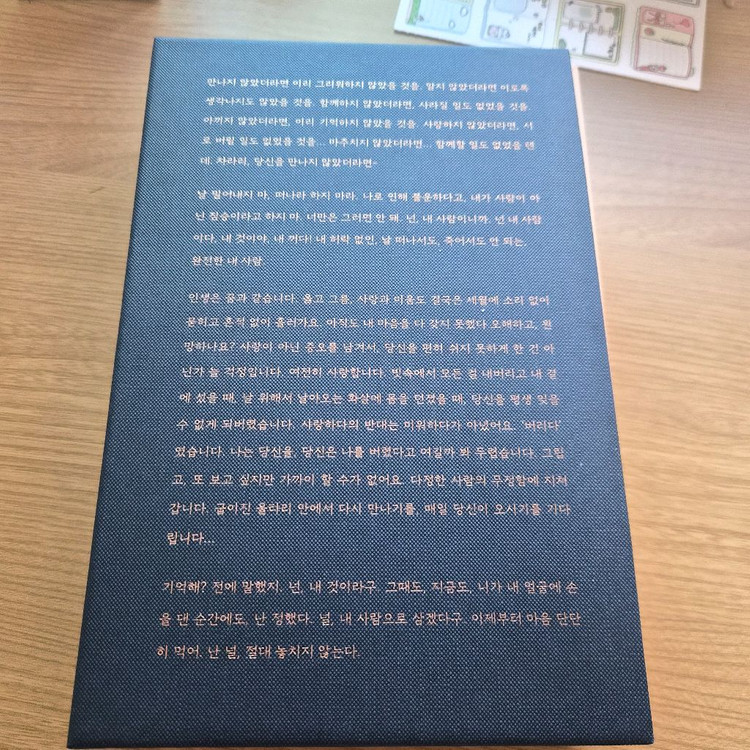 만나지 않았더라면 이리 그리워하지 않았을 것을. 알지 않았더라면 이토록
생각나지도 않았을 것을. 함께하지 않았더라면, 사라질 일도 없었을 것을.
아끼지 않았더라면, 이리 기억하지 않았을 것을. 사랑하지 않았더라면, 서
로 버릴 일도 없었을 것을... 마주치지 않았더라면... 함께할 일도 없었을 텐
데. 차라리, 당신을 만나지 않았더라면~
날 밀어내지 마, 떠나라 하지 마라. 나로 인해 불운하다고, 내가 사람이 아
닌 짐승이라고 하지 마. 너만은 그러면 안 돼. 넌, 내 사람이니까. 넌 내 사람
이다, 내 것이야, 내 꺼다! 내 허락 없인, 날 떠나서도, 죽어서도 안 되는,
완전한 내 사람.
인생은 꿈과 같습니다. 옳고 그름, 사랑과 미움도 결국은 세월에 소리 없이
묻히고 흔적 없이 흘러가요. 아직도 내 마음을 다 갖지 못했다 오해하고, 원
망하나요? 사랑이 아닌 증오를 남겨서, 당신을 편히 쉬지 못하게 한 건 아
닌가 늘 걱정입니다. 여전히 사랑합니다. 빗속에서 모든 걸 내버리고 내 곁
에 섰을 때, 날 위해서 날아오는 화살에 몸을 던졌을 때, 당신을 평생 잊을
수 없게 되버렸습니다. 사랑하다의 반대는 미워하다가 아녔어요. '버리다'
였습니다. 나는 당신을, 당신은 나를 버렸다고 여길까 봐 두렵습니다. 그립
고, 또 보고 싶지만 가까이 할 수가 없어요. 다정한 사람의 무정함에 지쳐
갑니다. 굽이진 울타리 안에서 다시 만나기를, 매일 당신이 오시기를 기다
립니다...
기억해? 전에 말했지. 넌, 내 것이라구. 그때도, 지금도, 니가 내 얼굴에 손
을 댄 순간에도, 난 정했다. 널, 내 사람으로 삼겠다구. 이제부터 마음 단단
히 먹어. 난 널, 절대 놓치지 않는다.